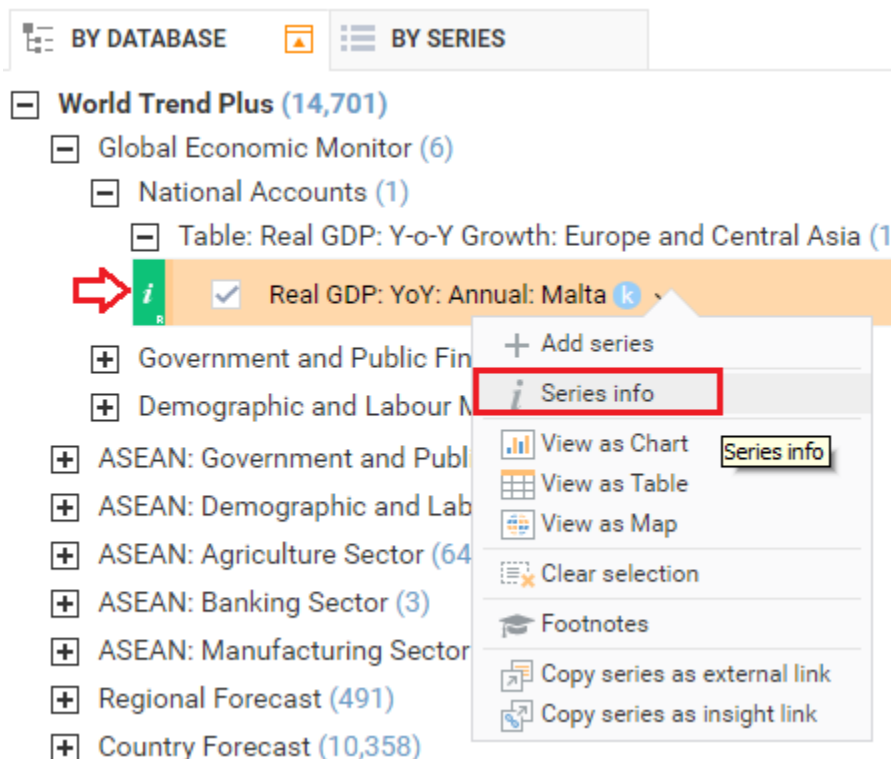 BY DATABASE BY SERIES
World Trend Plus (14,701)
Global Economic Monitor (6)
National Accounts (1)
Table: Real GDP: Y-o-Y Growth: Europe and Central Asia (1
i R Real GDP: YoY: Annual: Malta k
Add series
Government and Public Fin
i Series info
Demographic and Labour M
View as Chart Series info
ASEAN: Government and Publ
View as Table
ASEAN: Demographic and Lab
View as Map
ASEAN: Agriculture Sector (64
Clear selection
ASEAN: Banking Sector (3)
Footnotes
ASEAN: Manufacturing Sector
Copy series as external link
Regional Forecast (491)
Copy series as insight link
Country Forecast (10,358)